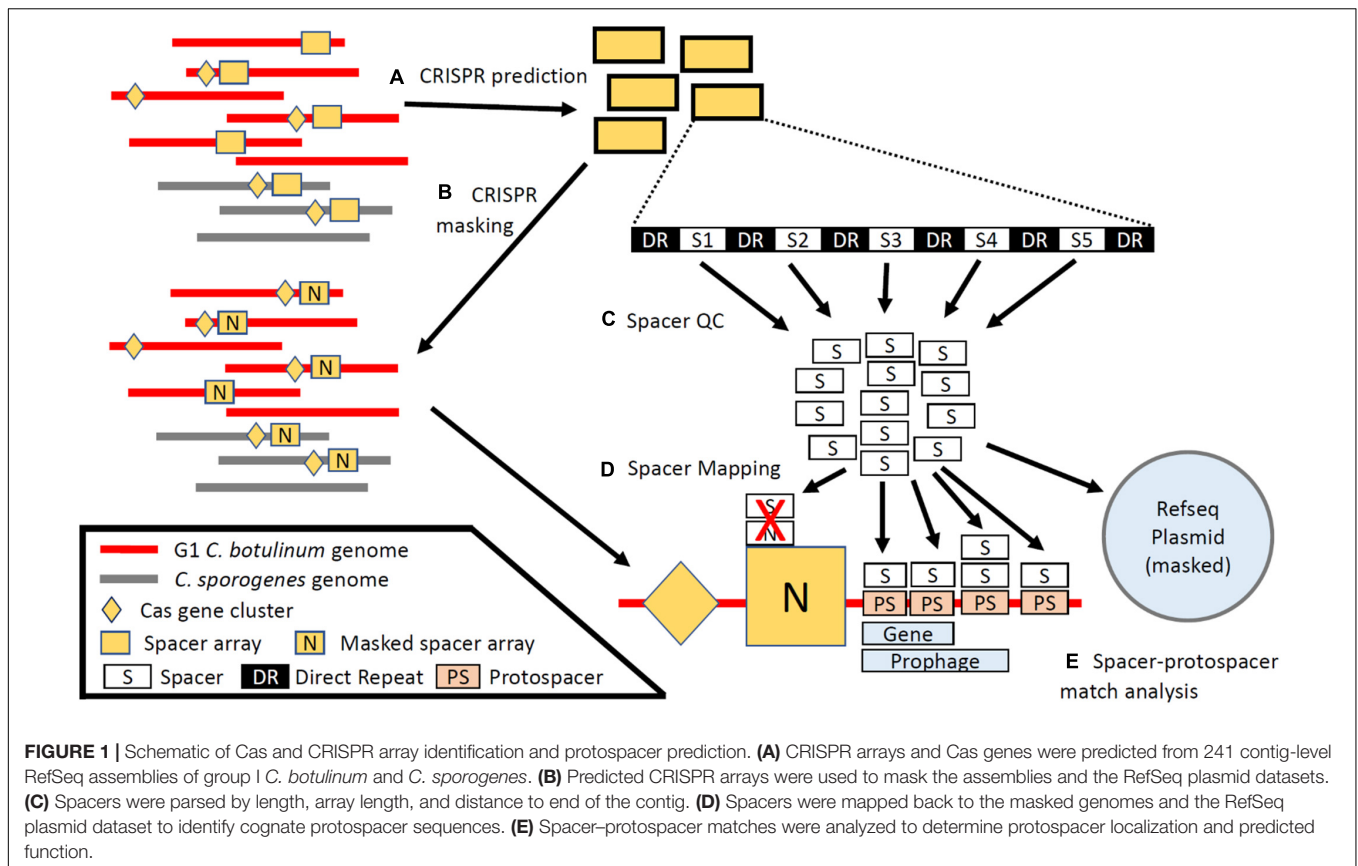 A CRISPR prediction
B CRISPR
masking
DR S1 DR S2 DR S3 DR S4 DR S5 DR
C Spacer QC
S
S
S
S
S
S
S
S
S
S
S
S
S
S
N
N
N
N
N
N
D Spacer Mapping
S
N
N
S
S
S
S
S
PS
PS
PS
PS
Gene
Prophage
Refseq
Plasmid
(masked)
E Spacer-protospacer
match analysis
G1 C. botulinum genome
C. sporogenes genome
Cas gene cluster
Spacer array N Masked spacer array
S Spacer DR Direct Repeat PS Protospacer
FIGURE 1 | Schematic of Cas and CRISPR array identification and protospacer prediction. (A) CRISPR arrays and Cas genes were predicted from 241 contig-level
RefSeq assemblies of group I C. botulinum and C. sporogenes. (B) Predicted CRISPR arrays were used to mask the assemblies and the RefSeq plasmid datasets.
(C) Spacers were parsed by length, array length, and distance to end of the contig. (D) Spacers were mapped back to the masked genomes and the RefSeq
plasmid dataset to identify cognate protospacer sequences. (E) Spacer–protospacer matches were analyzed to determine protospacer localization and predicted
function.